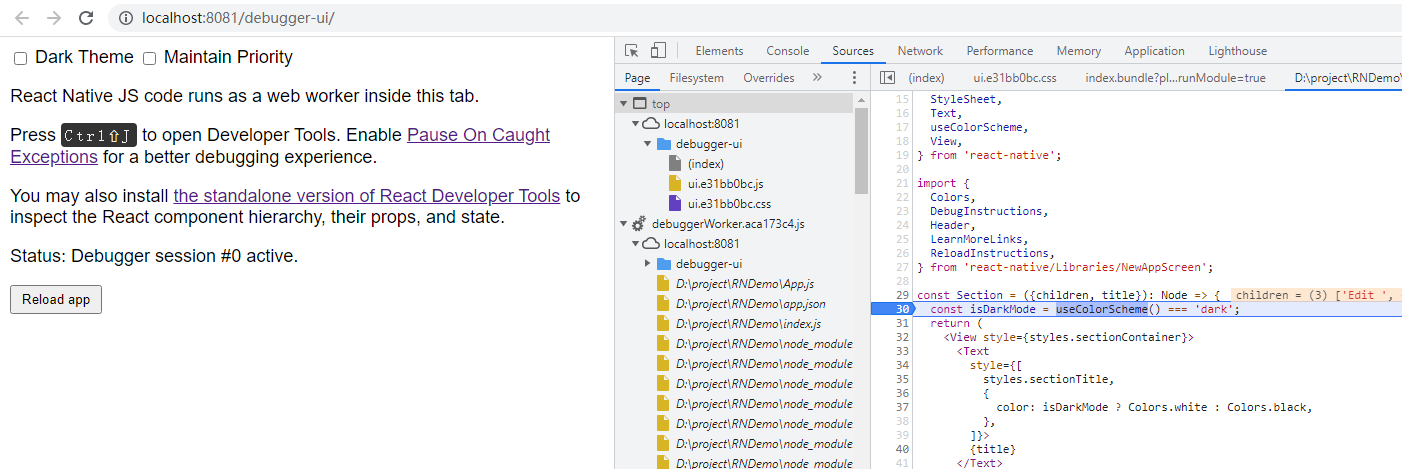 localhost:8081/debugger-ui/
Dark Theme Maintain Priority
React Native JS code runs as a web worker inside this tab.
Press Ctrl⇧J to open Developer Tools. Enable Pause On Caught
Exceptions for a better debugging experience.
You may also install the standalone version of React Developer Tools to
inspect the React component hierarchy, their props, and state.
Status: Debugger session #0 active.
Reload app
Elements Console Sources Network Performance Memory Application Lighthouse
Page Filesystem Overrides »
top
localhost:8081
debugger-ui
(index)
ui.e31bb0bc.js
ui.e31bb0bc.css
debuggerWorker.aca173c4.js
localhost:8081
debugger-ui
D:\project\RNDemo\App.js
D:\project\RNDemo\app.json
D:\project\RNDemo\index.js
D:\project\RNDemo\node_module
D:\project\RNDemo\node_module
D:\project\RNDemo\node_module
D:\project\RNDemo\node_module
D:\project\RNDemo\node_module
D:\project\RNDemo\node_module
D:\project\RNDemo\node_module
(index) ui.e31bb0bc.css index.bundle?pl…runModule=true D:\project\RNDemo\
15 StyleSheet,
16 Text,
17 useColorScheme,
18 View,
19 } from 'react-native';
20
21 import {
22 Colors,
23 DebugInstructions,
24 Header,
25 LearnMoreLinks,
26 ReloadInstructions,
27 } from 'react-native/Libraries/NewAppScreen';
28
29 const Section = ({children, title}): Node => { children = (3) ['Edit ',
30 const isDarkMode = useColorScheme() === 'dark';
31 return (
32 <View style={styles.sectionContainer}>
33 <Text
34 style={[
35 styles.sectionTitle,
36 {
37 color: isDarkMode ? Colors.white : Colors.black,
38 },
39 ]}>
40 {title}
41 </Text>